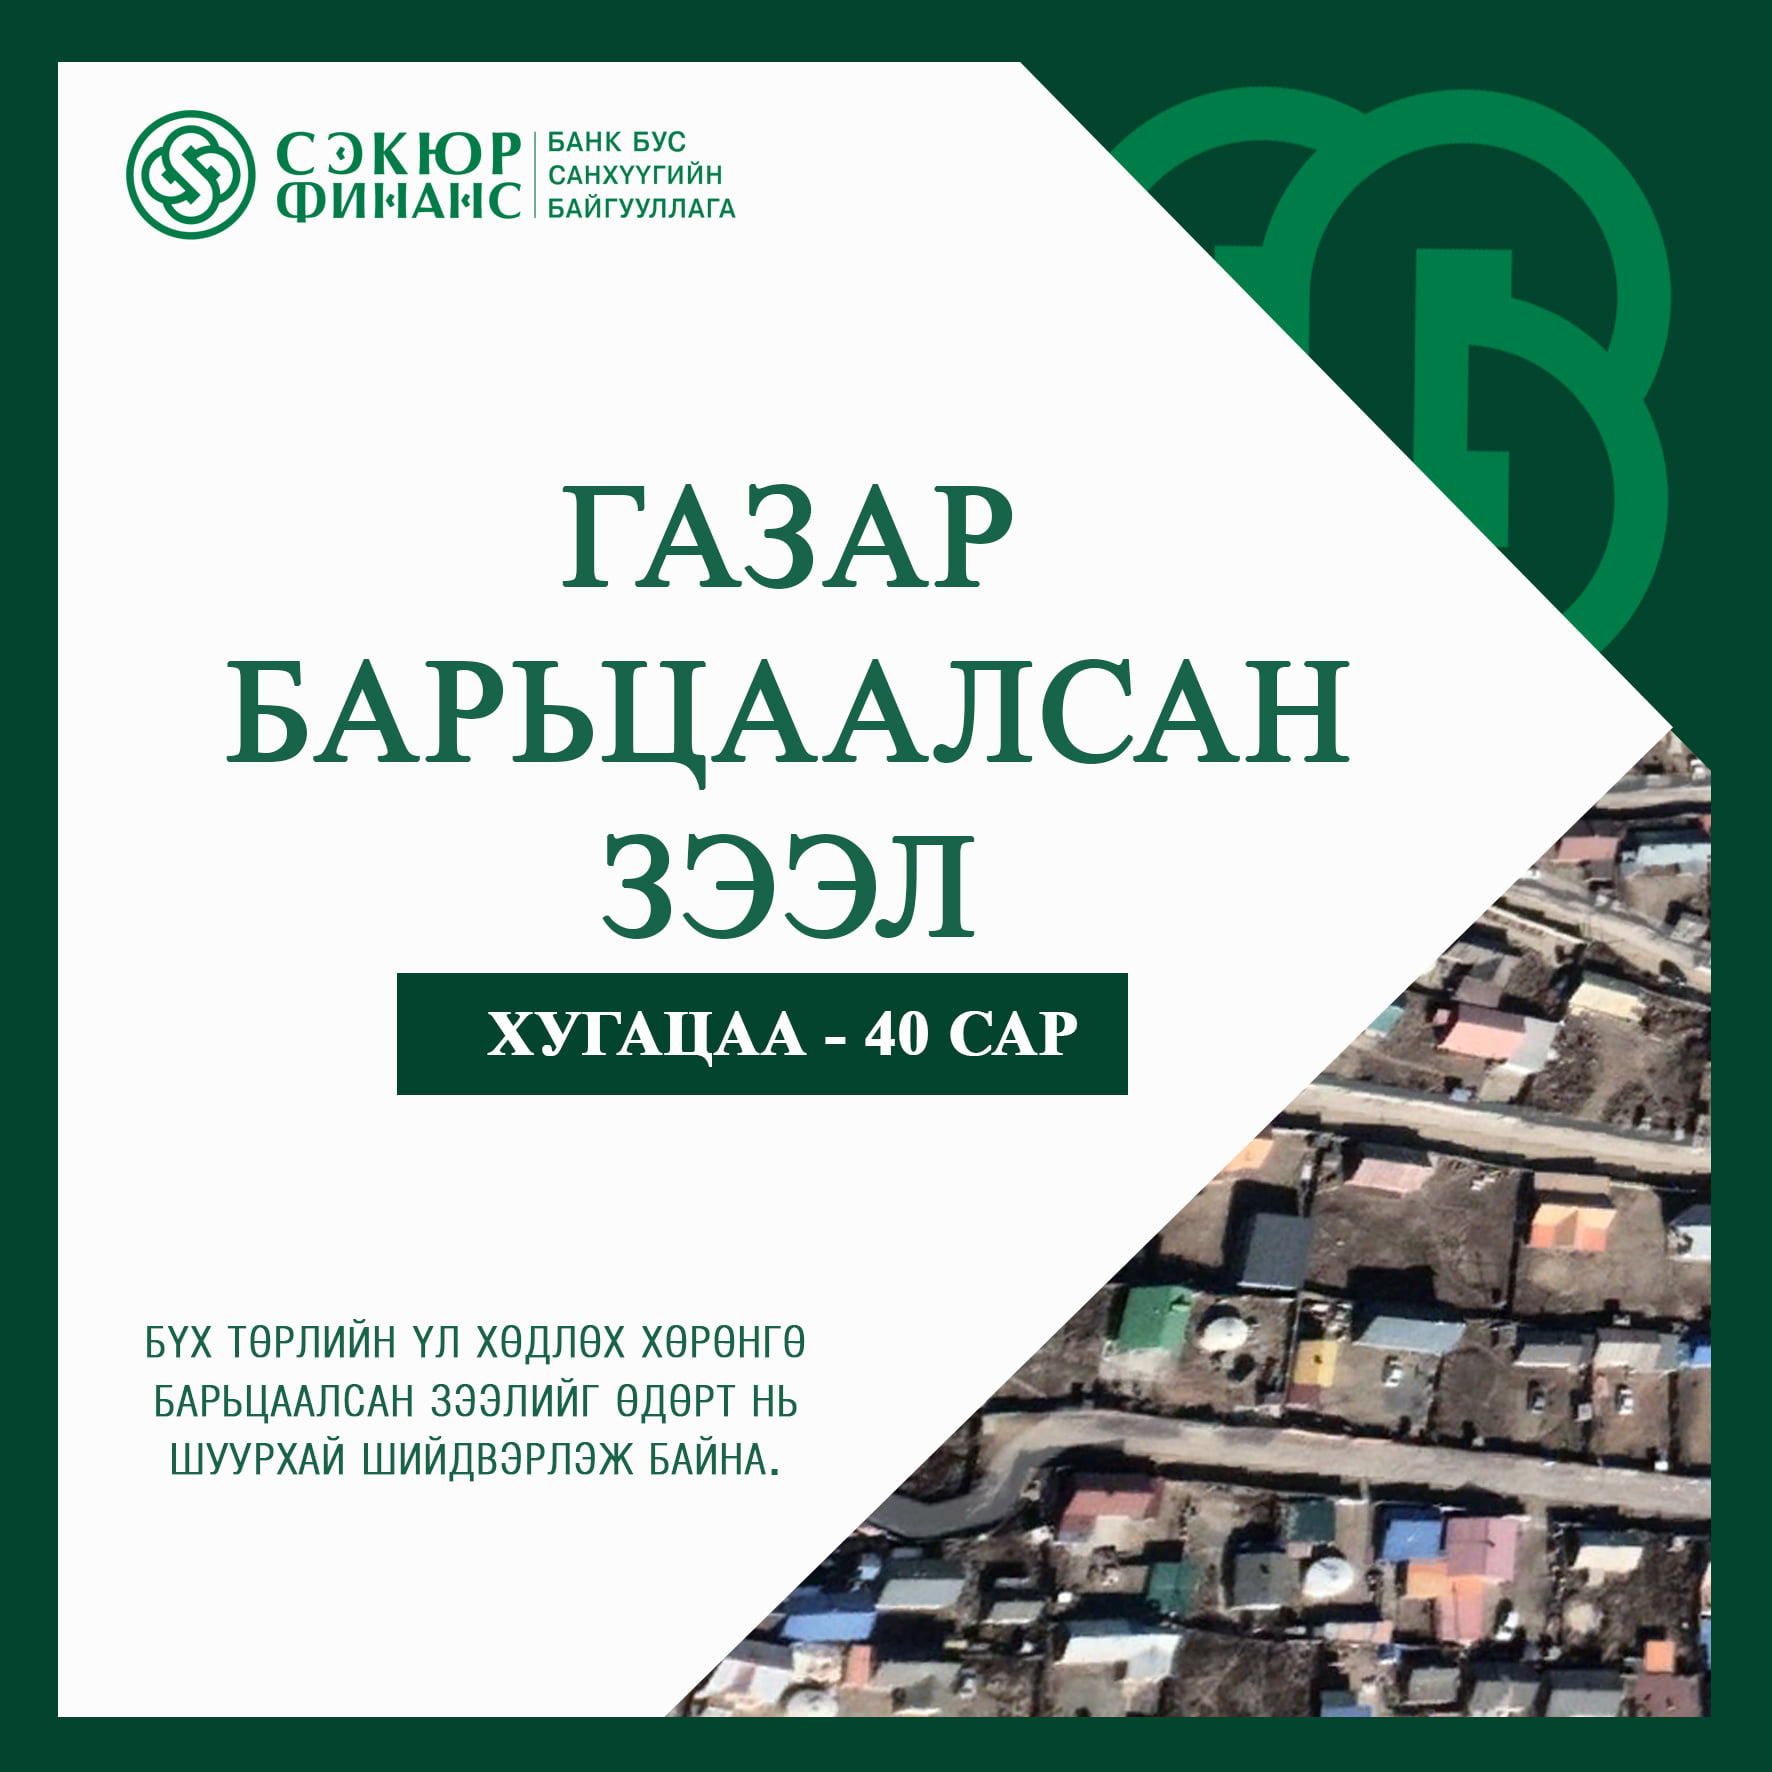 СЭКЮР
ФИНАНС
БАНК БУС
САНХҮҮГИЙН
БАЙГУУЛЛАГА
ГАЗАР
БАРЬЦААЛСАН
ЗЭЭЛ
ХУГАЦАА - 40 САР
БҮХ ТӨРЛИЙН ҮЛ ХӨДЛӨХ ХӨРӨНГӨ
БАРЬЦААЛСАН ЗЭЭЛИЙГ ӨДӨРТ НЬ
ШУУРХАЙ ШИЙДВЭРЛЭЖ БАЙНА.